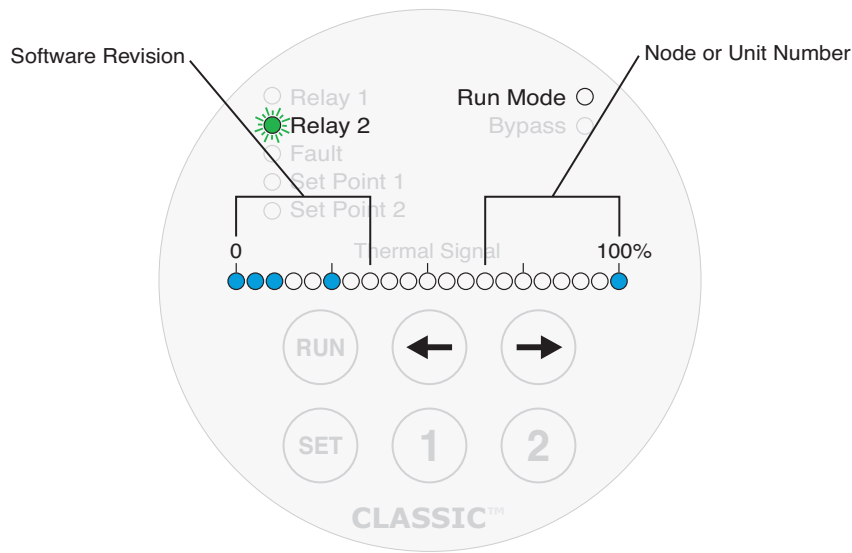 Software Revision
Node or Unit Number
Relay 1
Run Mode
Relay 2
Bypass
Fault
Set Point 1
Set Point 2
0
Thermal Signal
100%
RUN
SET
1
2
CLASSIC™